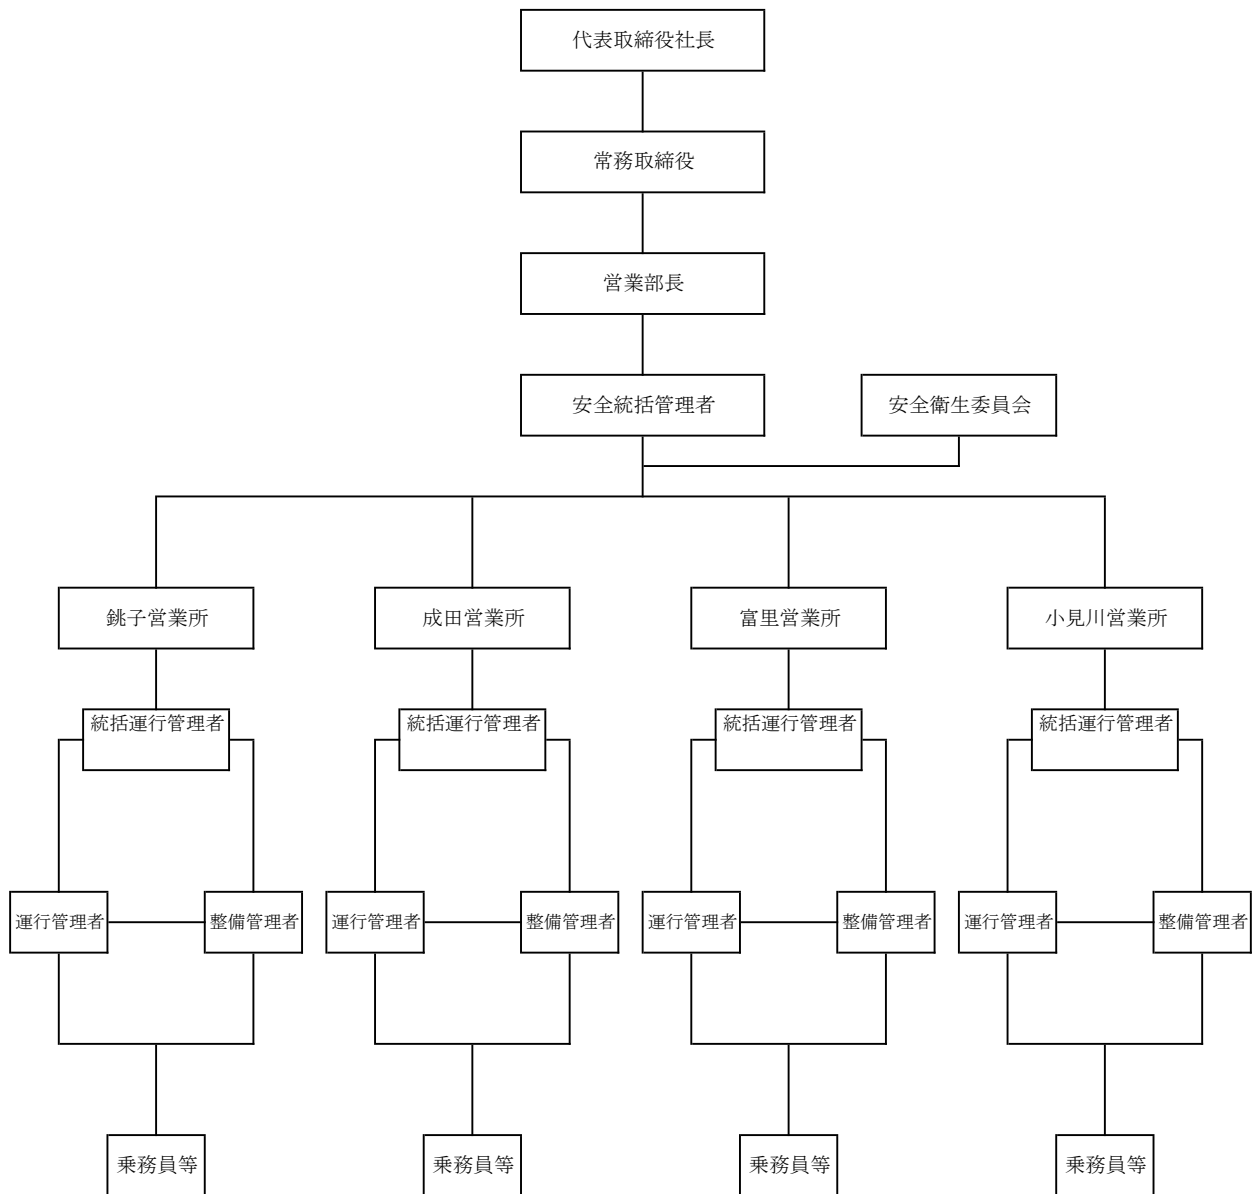 代表取締役社長
常務取締役
営業部長
安全統括管理者
安全衛生委員会
銚子営業所
成田営業所
富里営業所
小見川営業所
統括運行管理者
統括運行管理者
統括運行管理者
統括運行管理者
運行管理者
整備管理者
運行管理者
整備管理者
運行管理者
整備管理者
運行管理者
整備管理者
乗務員等
乗務員等
乗務員等
乗務員等